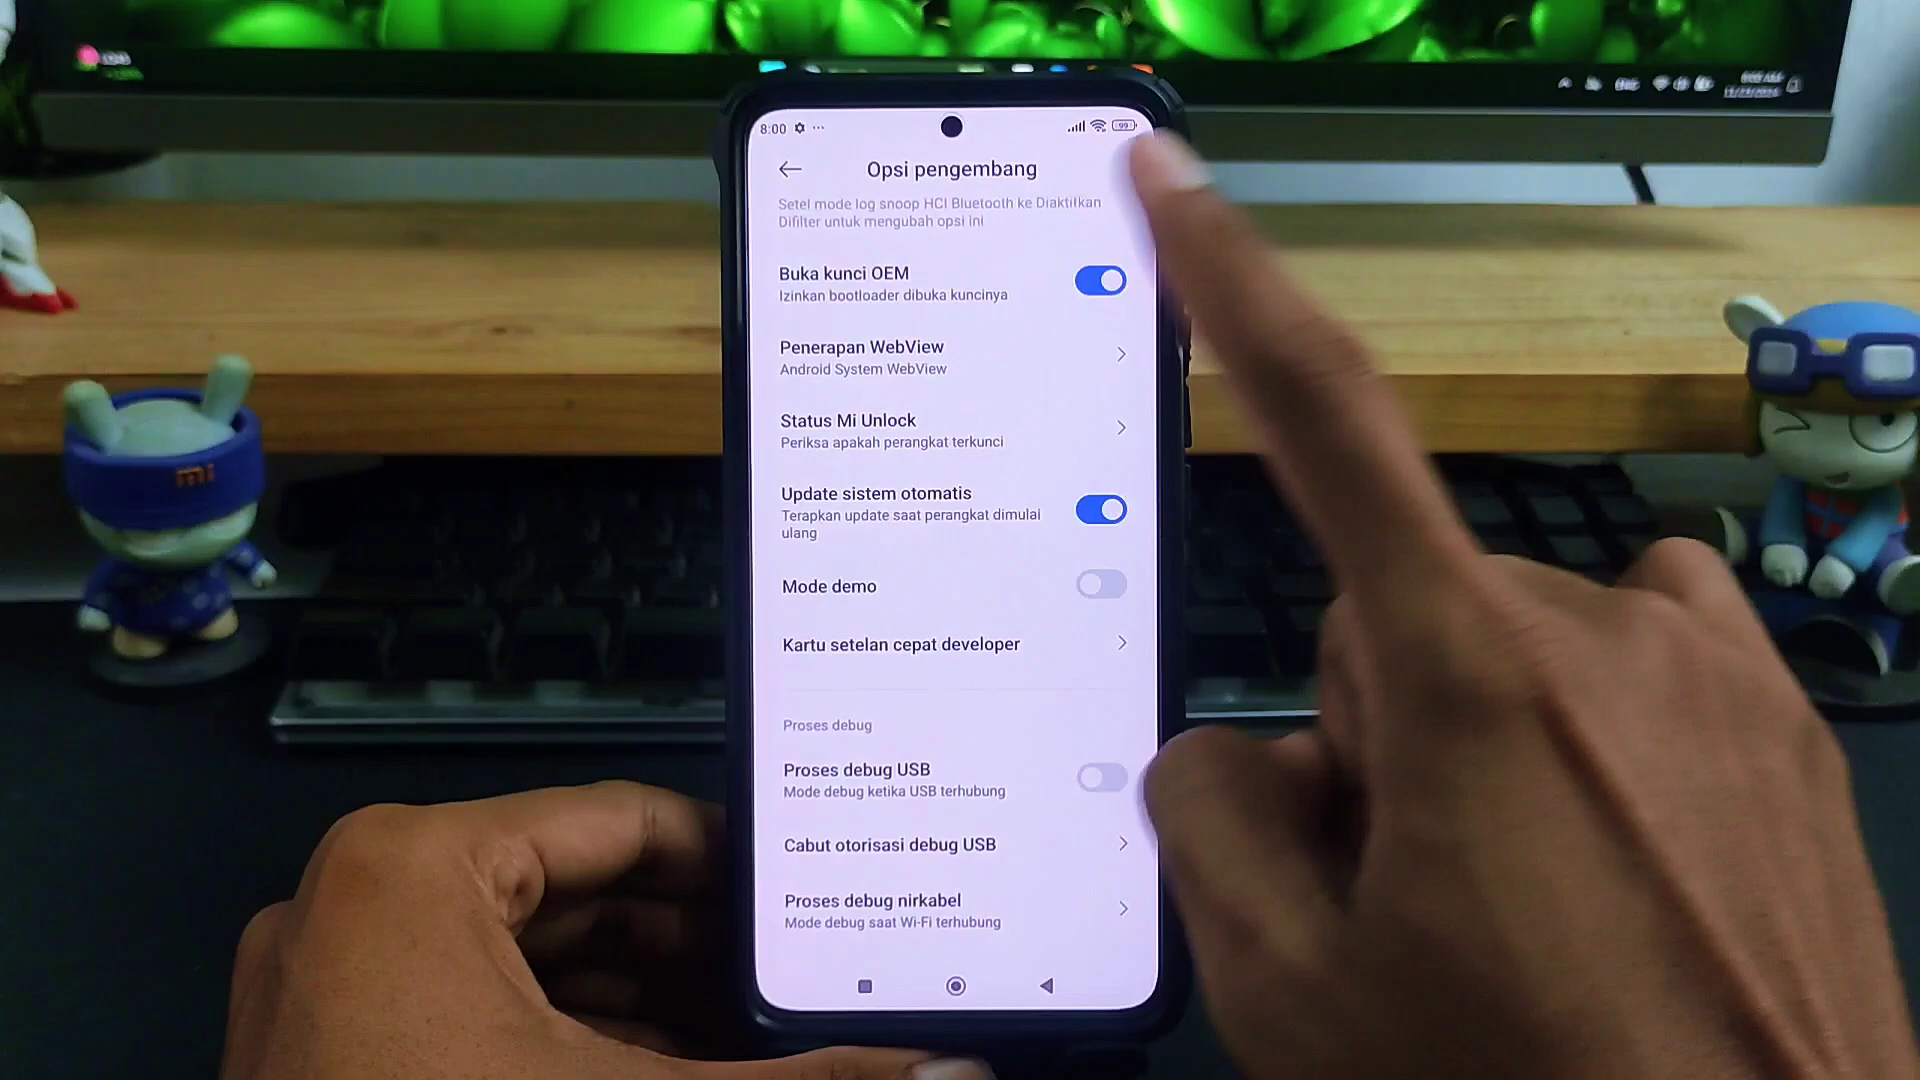 8:00
99
Opsi pengembang
Setel mode log snoop HCI Bluetooth ke Diaktifkan
Difilter untuk mengubah opsi ini
Buka kunci OEM
Izinkan bootloader dibuka kuncinya
Penerapan WebView
Android System WebView
Status Mi Unlock
Periksa apakah perangkat terkunci
Update sistem otomatis
Terapkan update saat perangkat dimulai
ulang
Mode demo
Kartu setelan cepat developer
Proses debug
Proses debug USB
Mode debug ketika USB terhubung
Cabut otorisasi debug USB
Proses debug nirkabel
Mode debug saat Wi-Fi terhubung
mi